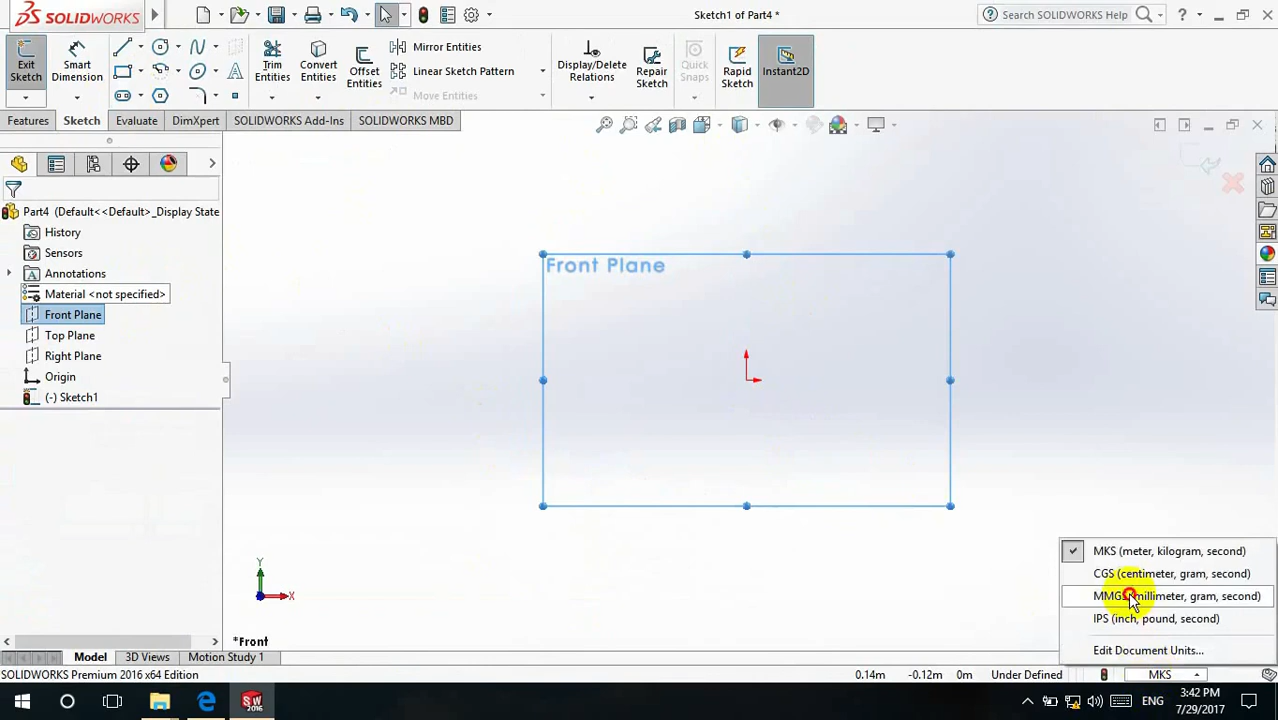 SOLIDWORKS
Sketch1 of Part4 *
Search SOLIDWORKS Help
?
Exit Sketch
Smart Dimension
Trim Entities
Convert Entities
Offset Entities
Mirror Entities
Linear Sketch Pattern
Move Entities
Display/Delete Relations
Repair Sketch
Quick Snaps
Rapid Sketch
Instant2D
Features
Sketch
Evaluate
DimXpert
SOLIDWORKS Add-Ins
SOLIDWORKS MBD
Part4 (Default<<Default>_Display State
History
Sensors
Annotations
Material <not specified>
Front Plane
Top Plane
Right Plane
Origin
(-) Sketch1
Front Plane
Y
X
*Front
MKS (meter, kilogram, second)
CGS (centimeter, gram, second)
MMGS (millimeter, gram, second)
IPS (inch, pound, second)
Edit Document Units...
Model
3D Views
Motion Study 1
SOLIDWORKS Premium 2016 x64 Edition
0.14m
-0.12m
0m
Under Defined
MKS
SW
2016
ENG
3:42 PM
7/29/2017